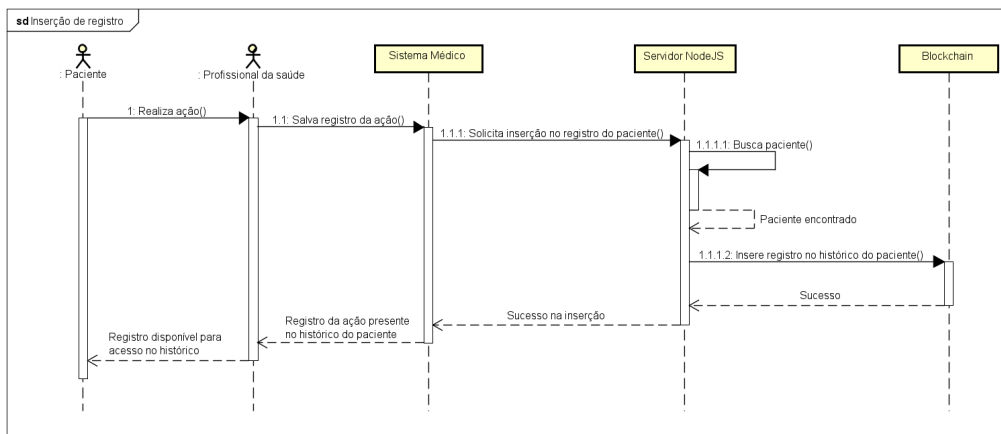 sd Inserção de registro
: Paciente
: Profissional da saúde
Sistema Médico
Servidor NodeJS
Blockchain
1: Realiza ação()
1.1: Salva registro da ação()
1.1.1: Solicita inserção no registro do paciente()
1.1.1.1: Busca paciente()
Paciente encontrado
1.1.1.2: Insere registro no histórico do paciente()
Sucesso
Sucesso na inserção
Registro da ação presente
no histórico do paciente
Registro disponível para
acesso no histórico